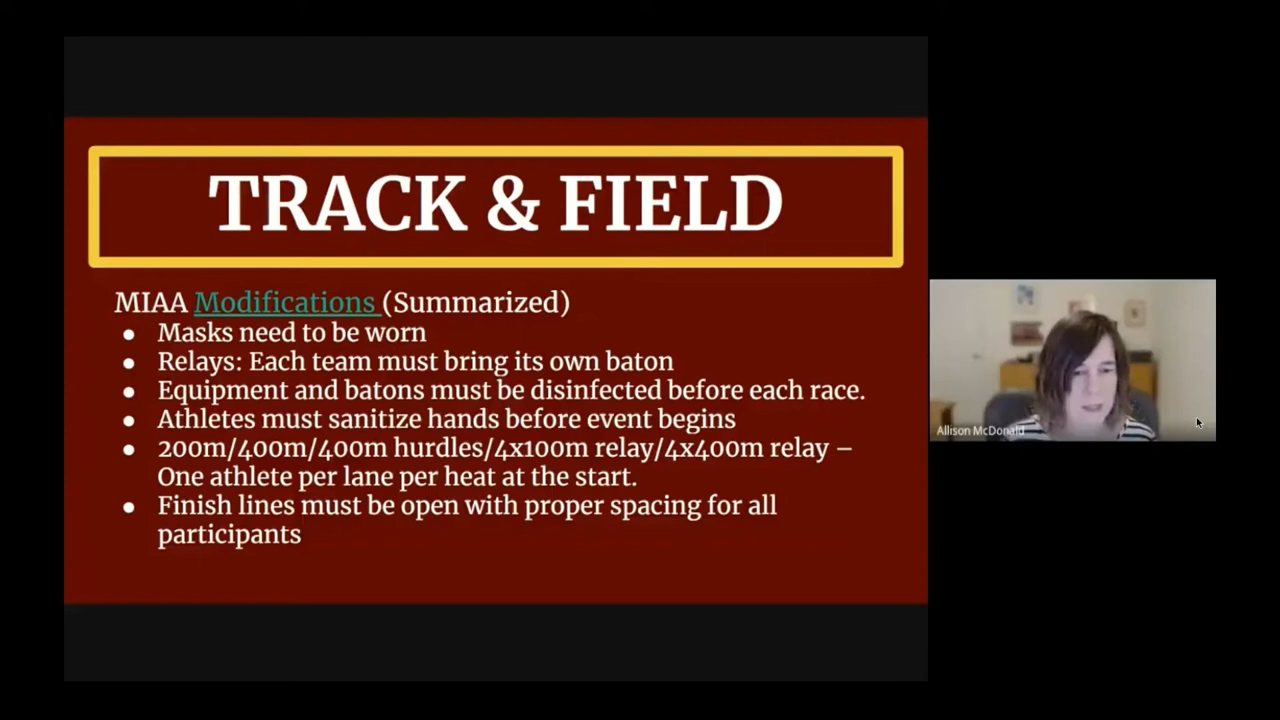 TRACK & FIELD
MIAA Modifications (Summarized)
● Masks need to be worn
● Relays: Each team must bring its own baton
● Equipment and batons must be disinfected before each race.
● Athletes must sanitize hands before event begins
● 200m/400m/400m hurdles/4x100m relay/4x400m relay –
One athlete per lane per heat at the start.
● Finish lines must be open with proper spacing for all
participants
Allison McDonald